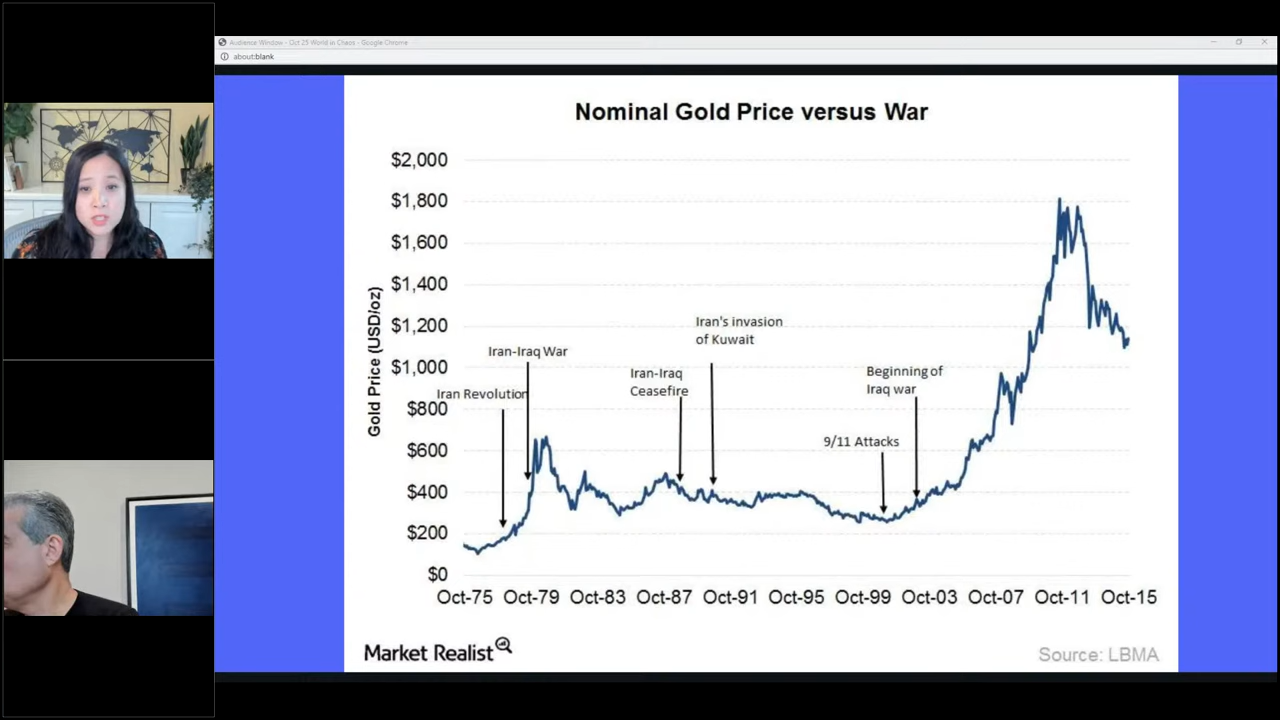 Audience Window - Oct 25 World in Chaos - Google Chrome
about:blank
Nominal Gold Price versus War
$2,000
$1,800
$1,600
$1,400
$1,200
$1,000
$800
$600
$400
$200
$0
Gold Price (USD/oz)
Iran Revolution
Iran-Iraq War
Iran-Iraq
Ceasefire
Iran's invasion
of Kuwait
9/11 Attacks
Beginning of
Iraq war
Oct-75 Oct-79 Oct-83 Oct-87 Oct-91 Oct-95 Oct-99 Oct-03 Oct-07 Oct-11 Oct-15
Market Realist
Source: LBMA